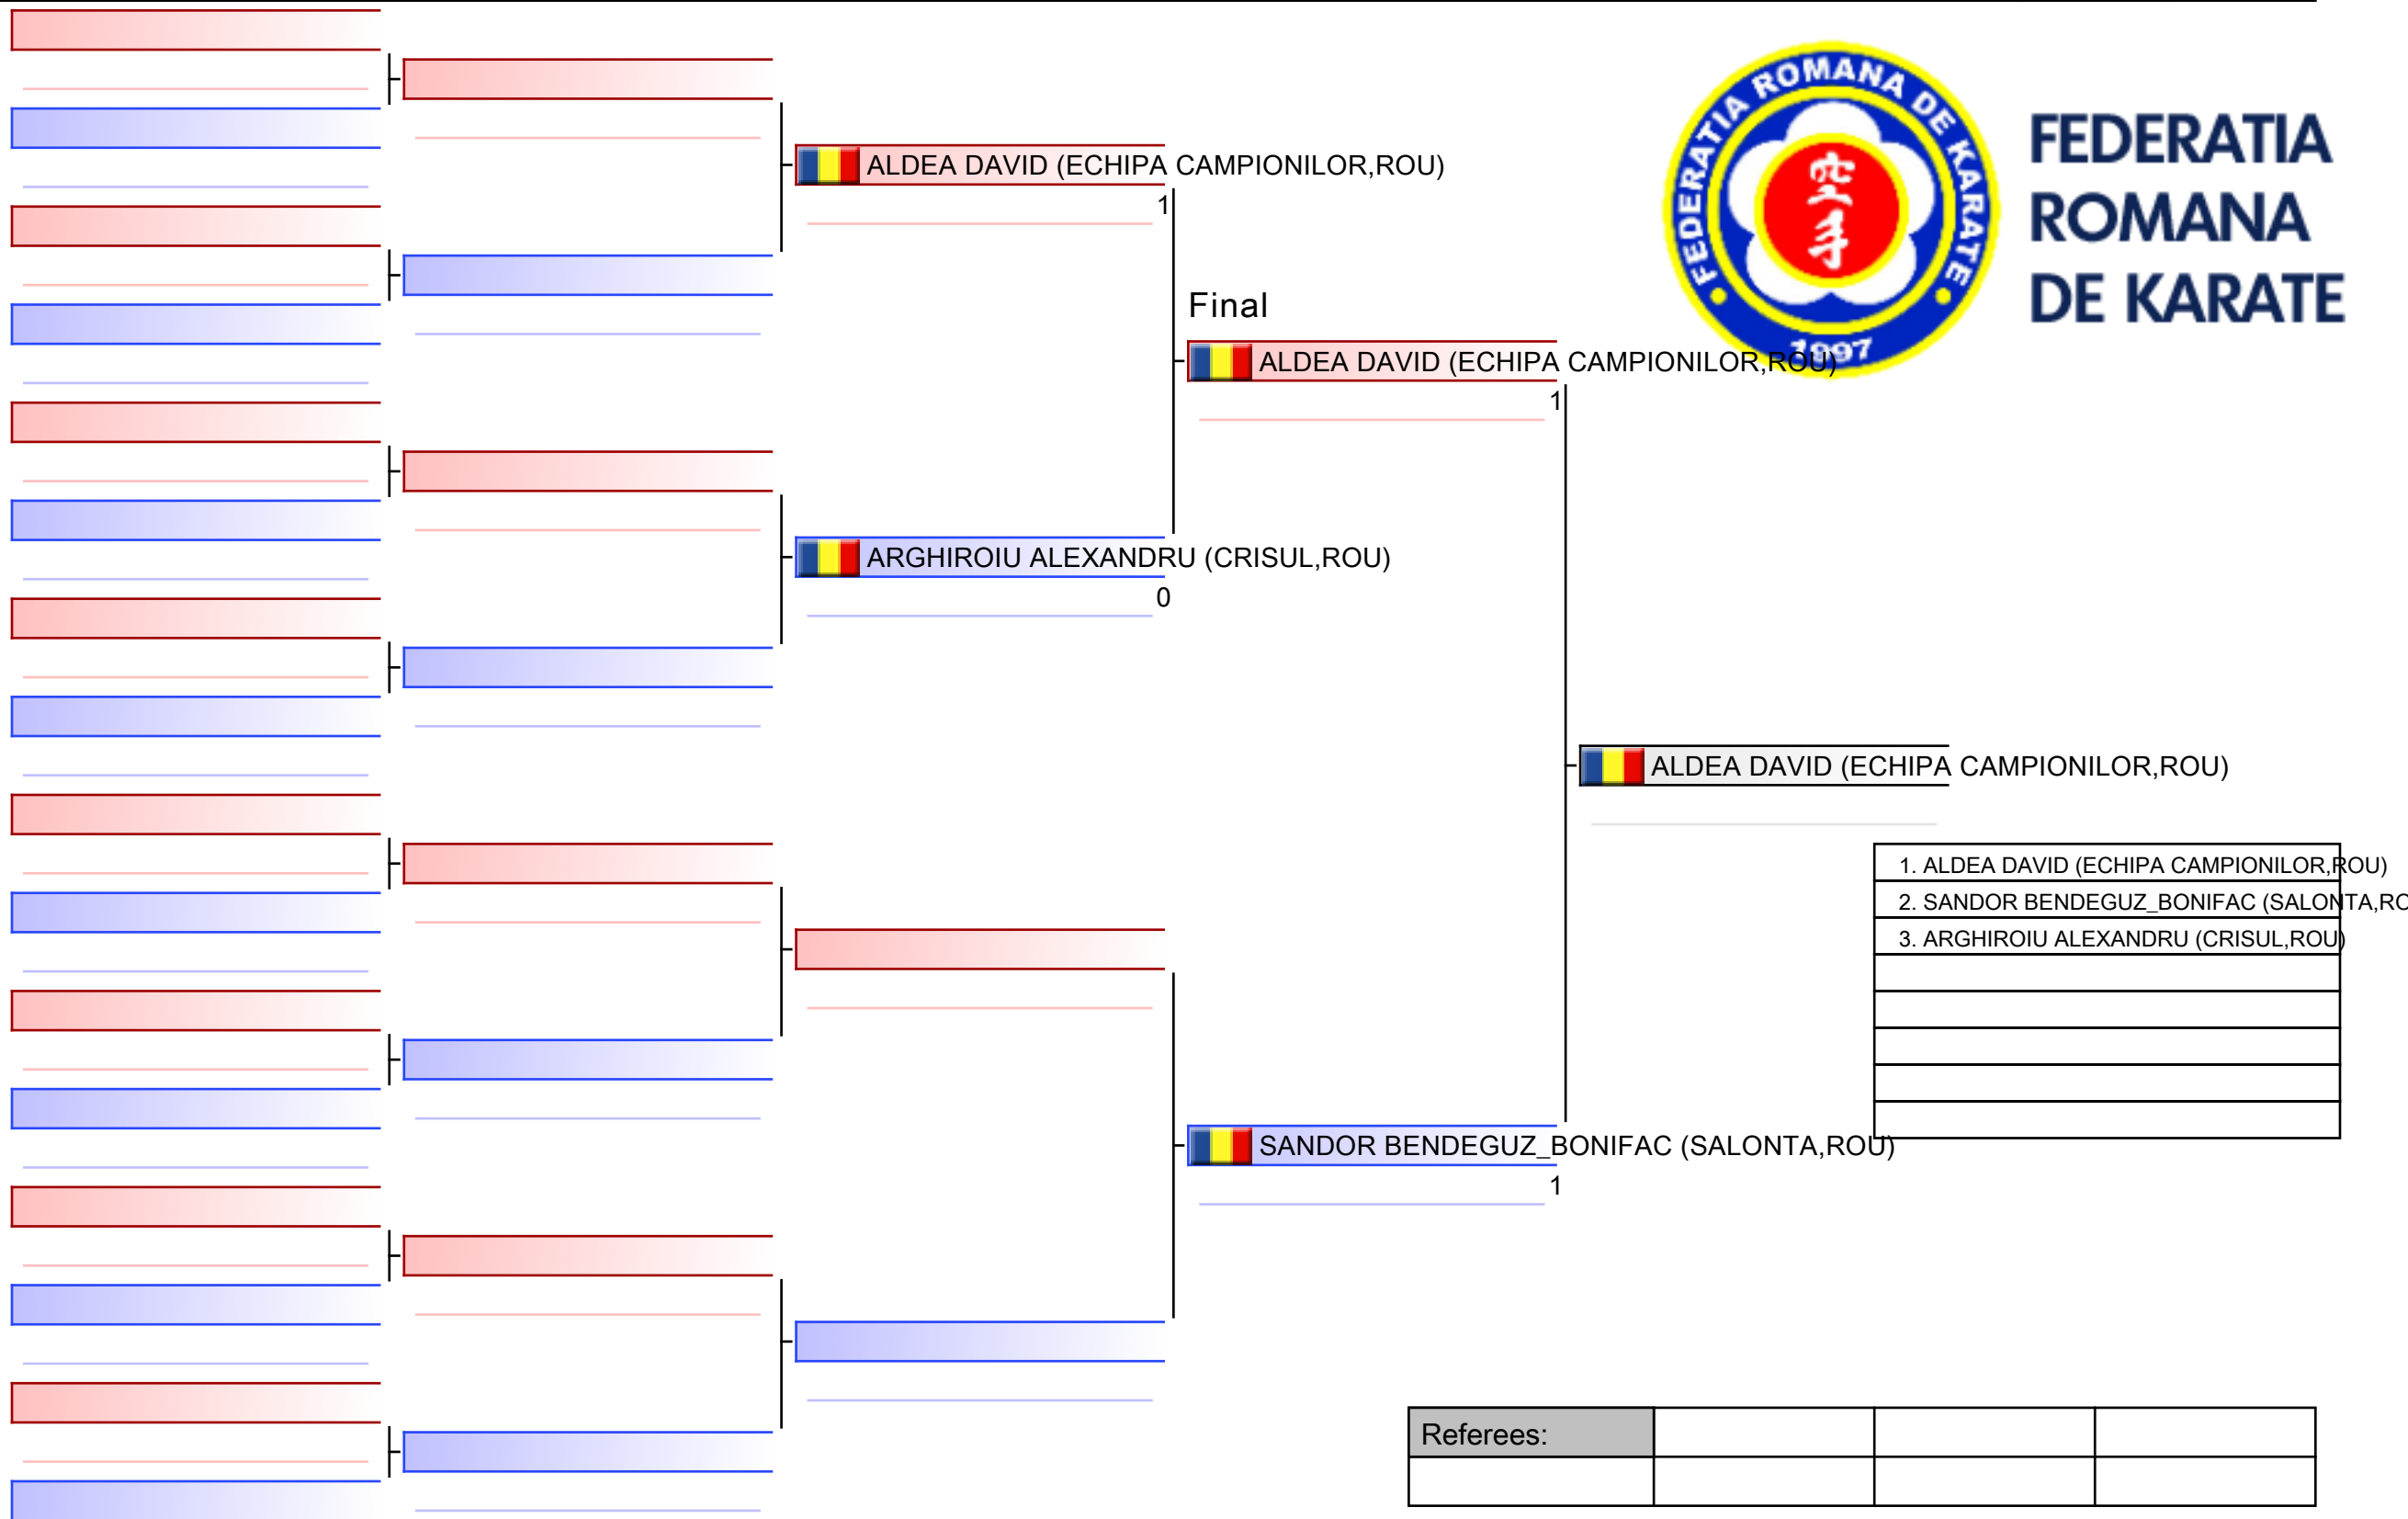 FEDERATIA ROMANA DE KARATE
空手
1997
FEDERATIA
ROMANA
DE KARATE
ALDEA DAVID (ECHIPA CAMPIONILOR,ROU)
1
Final
ALDEA DAVID (ECHIPA CAMPIONILOR,ROU)
1
ARGHIROIU ALEXANDRU (CRISUL,ROU)
0
ALDEA DAVID (ECHIPA CAMPIONILOR,ROU)
1. ALDEA DAVID (ECHIPA CAMPIONILOR,ROU)
2. SANDOR BENDEGUZ_BONIFAC (SALONTA,RO
3. ARGHIROIU ALEXANDRU (CRISUL,ROU)
SANDOR BENDEGUZ_BONIFAC (SALONTA,ROU)
1
Referees: